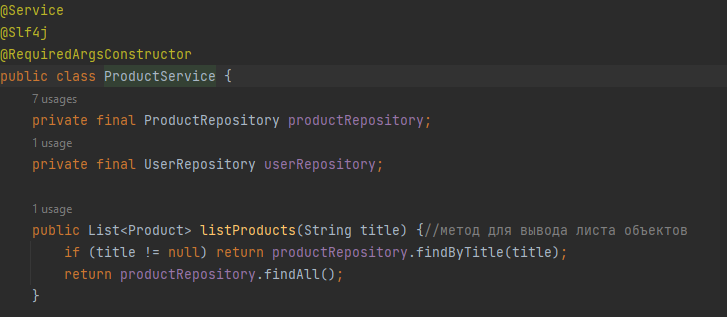 @Service
@Slf4j
@RequiredArgsConstructor
public class ProductService {
7 usages
private final ProductRepository productRepository;
1 usage
private final UserRepository userRepository;
1 usage
public List<Product> listProducts(String title) {//метод для вывода листа объектов
if (title != null) return productRepository.findByTitle(title);
return productRepository.findAll();
}